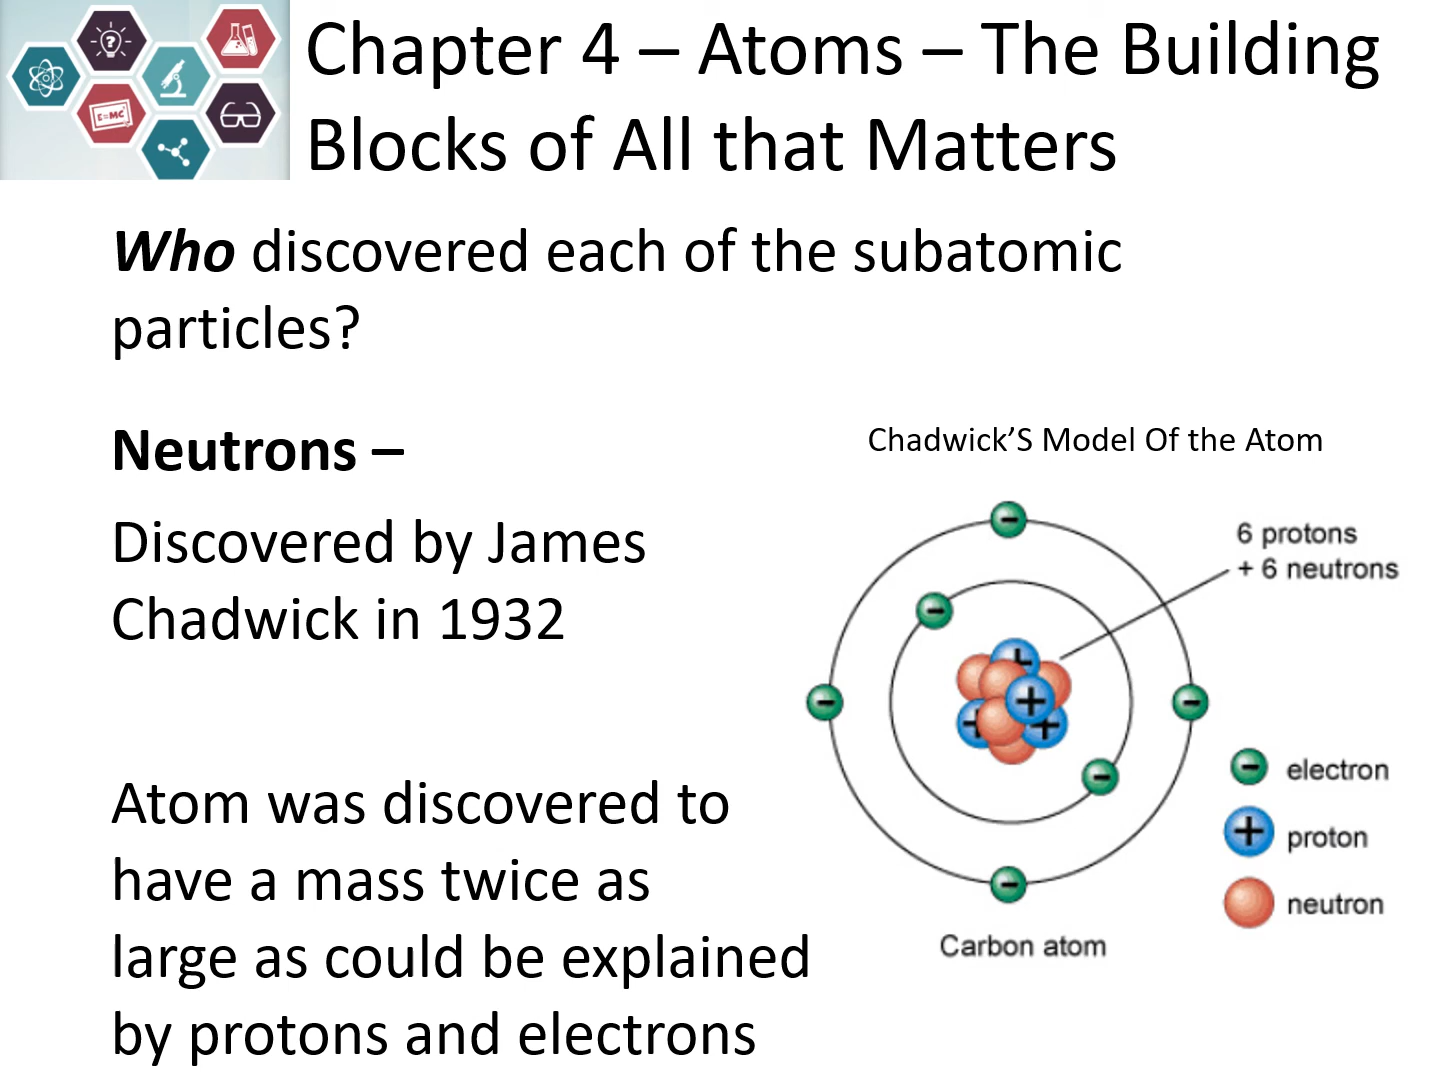 Chapter 4 – Atoms – The Building
Blocks of All that Matters
Who discovered each of the subatomic
particles?
Neutrons –
Discovered by James
Chadwick in 1932
Atom was discovered to
have a mass twice as
large as could be explained
by protons and electrons
Chadwick’S Model Of the Atom
6 protons
+ 6 neutrons
electron
proton
neutron
Carbon atom
?
E=MC²